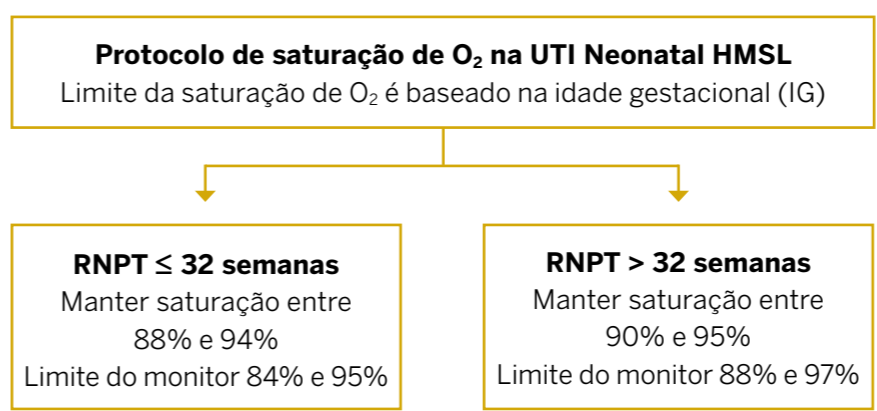 Protocolo de saturação de O₂ na UTI Neonatal HMSL
Limite da saturação de O₂ é baseado na idade gestacional (IG)
RNPT ≤ 32 semanas
Manter saturação entre
88% e 94%
Limite do monitor 84% e 95%
RNPT > 32 semanas
Manter saturação entre
90% e 95%
Limite do monitor 88% e 97%